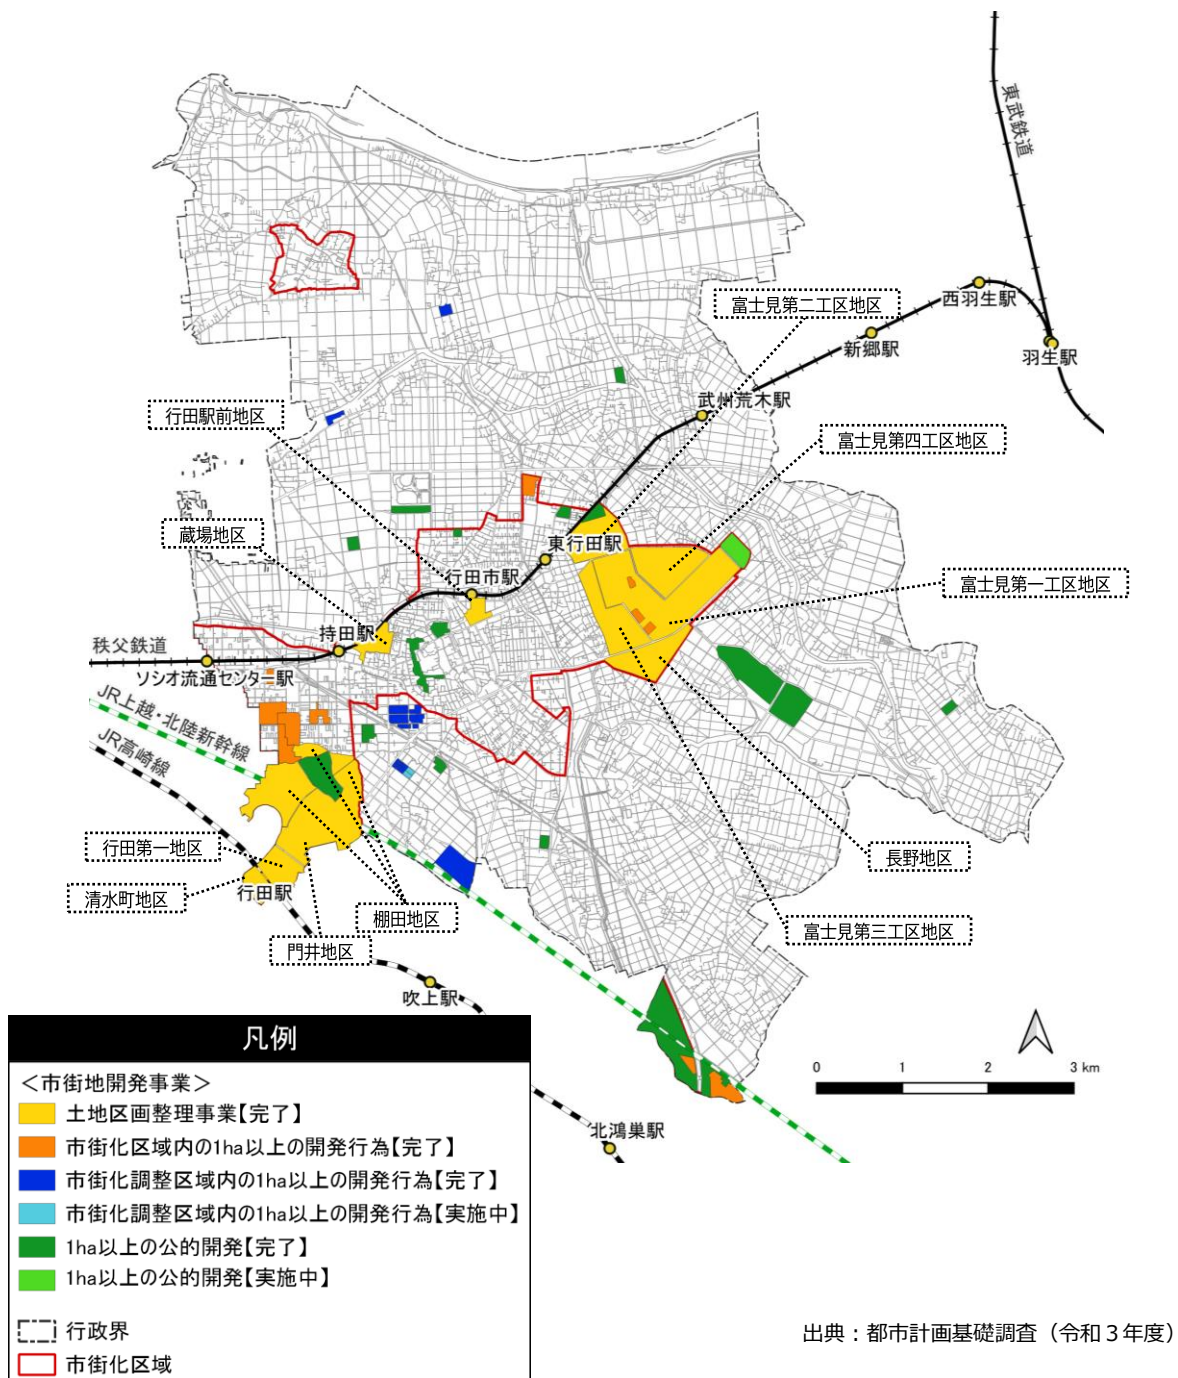 東武鉄道
富士見第二工区地区
西羽生駅
新郷駅
羽生駅
行田駅前地区
武州荒木駅
富士見第四工区地区
蔵場地区
東行田駅
行田市駅
富士見第一工区地区
持田駅
秩父鉄道
ソシオ流通センター駅
JR上越・北陸新幹線
JR高崎線
行田第一地区
長野地区
清水町地区
行田駅
棚田地区
富士見第三工区地区
門井地区
吹上駅
凡例
<市街地開発事業>
土地区画整理事業【完了】
市街化区域内の1ha以上の開発行為【完了】
市街化調整区域内の1ha以上の開発行為【完了】
市街化調整区域内の1ha以上の開発行為【実施中】
1ha以上の公的開発【完了】
1ha以上の公的開発【実施中】
行政界
市街化区域
0 1 2 3 km
北鴻巣駅
出典：都市計画基礎調査（令和３年度）